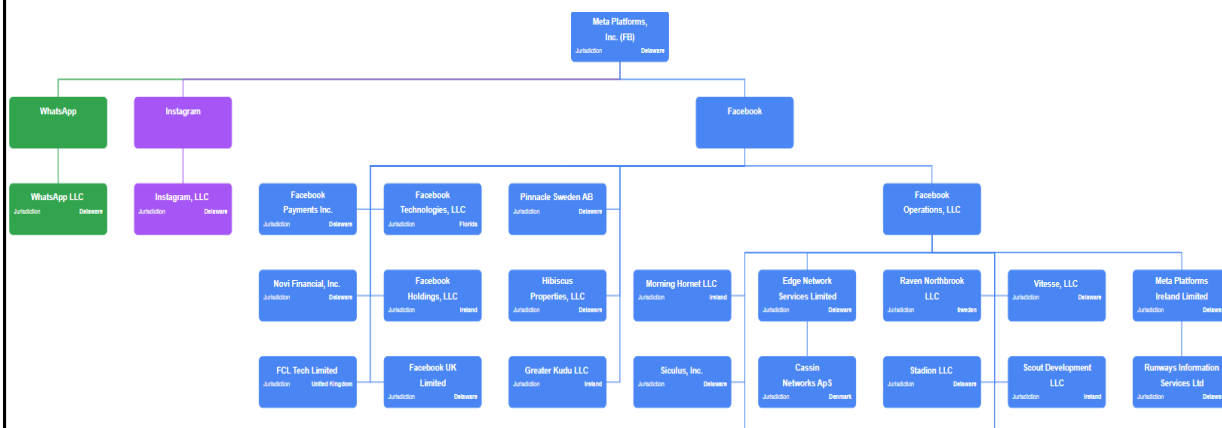 Meta Platforms,
Inc. (FB)
Jurisdiction Delaware
WhatsApp
Instagram
Facebook
WhatsApp LLC
Jurisdiction Delaware
Instagram, LLC
Jurisdiction Delaware
Facebook
Payments Inc.
Jurisdiction Delaware
Facebook
Technologies, LLC
Jurisdiction Florida
Pinnacle Sweden AB
Jurisdiction Delaware
Facebook
Operations, LLC
Novi Financial, Inc.
Jurisdiction Delaware
Facebook
Holdings, LLC
Jurisdiction Ireland
Hibiscus
Properties, LLC
Jurisdiction Delaware
Morning Hornet LLC
Jurisdiction Ireland
Edge Network
Services Limited
Jurisdiction Delaware
Raven Northbrook
LLC
Jurisdiction Sweden
Vitesse, LLC
Jurisdiction Delaware
Meta Platforms
Ireland Limited
Jurisdiction Delawa
FCL Tech Limited
Jurisdiction United Kingdom
Facebook UK
Limited
Jurisdiction Delaware
Greater Kudu LLC
Jurisdiction Ireland
Siculus, Inc.
Jurisdiction Delaware
Cassin
Networks ApS
Jurisdiction Denmark
Stadion LLC
Jurisdiction Delaware
Scout Development
LLC
Jurisdiction Ireland
Runways Information
Services Ltd
Jurisdiction Delawa